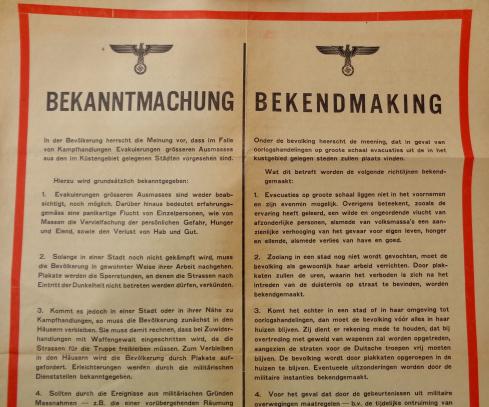 BEKANNTMACHUNG
In der Bevölkerung herrscht die Meinung vor, dass im Falle
von Kampfhandlungen Evakuierungen grösseren Ausmasses
aus den im Küstengebiet gelegenen Städten vorgesehen sind.
Hierzu wird grundsätzlich bekanntgegeben:
1. Evakuierungen grösseren Ausmasses sind weder beab-
sichtigt, noch möglich. Darüber hinaus bedeutet erfahrungs-
gemäss eine panikartige Flucht von Einzelpersonen, wie von
Massen die Vervielfachung der persönlichen Gefahr, Hunger
und Elend, sowie den Verlust von Hab und Gut.
2. Solange in einer Stadt noch nicht gekämpft wird, muss
die Bevölkerung in gewohnter Weise ihrer Arbeit nachgehen.
Plakate werden die Sperrstunden, in denen die Strassen nach
Eintritt der Dunkelheit nicht betreten werden dürfen, verkünden.
3. Kommt es jedoch in einer Stadt oder in ihrer Nähe zu
Kampfhandlungen, so muss die Bevölkerung zunächst in den
Häusern verbleiben. Sie muss damit rechnen, dass bei Zuwider-
handlungen mit Waffengewalt eingeschritten wird, da die
Strassen für die Truppe freibleiben müssen. Zum Verbleiben
in den Häusern wird die Bevölkerung durch Plakate auf-
gefordert. Erleichterungen werden durch die militärischen
Dienststellen bekanntgegeben.
4. Sollten durch die Ereignisse aus militärischen Gründen
Massnahmen — z.B. die einer vorübergehenden Räumung
BEKENDMAKING
Onder de bevolking heerscht de meening, dat in geval van
oorlogshandelingen op groote schaal evacuaties uit de in het
kustgebied gelegen steden zullen plaats vinden.
Wat dit betreft worden de volgende richtlijnen bekend-
gemaakt:
1. Evacuaties op groote schaal liggen niet in het voornemen
en zijn evenmin mogelijk. Overigens beteekent, zooals de
ervaring heeft geleerd, een wilde en ongeordende vlucht van
afzonderlijke personen, alsmede van volksmassa's een aan-
zienlijke verhooging van het gevaar voor eigen leven, honger
en ellende, alsmede verlies van have en goed.
2. Zoolang in een stad nog niet wordt gevochten, moet de
bevolking als gewoonlijk haar arbeid verrichten. Door plak-
katen zullen de uren, waarin het verboden is zich na het
intreden van de duisternis op straat te bevinden, worden
bekendgemaakt.
3. Komt het echter in een stad of in haar omgeving tot
oorlogshandelingen, dan moet de bevolking vóór alles in haar
huizen blijven. Zij dient er rekening mede te houden, dat bij
overtreding met geweld van wapenen zal worden opgetreden,
aangezien de straten voor de Duitsche troepen vrij moeten
blijven. De bevolking wordt door plakkaten opgeroepen in de
huizen te blijven. Eventueele uitzonderingen worden door de
militaire instanties bekendgemaakt.
4. Voor het geval dat door de gebeurtenissen uit militaire
overwegingen maatregelen — b.v. de tijdelijke ontruiming van